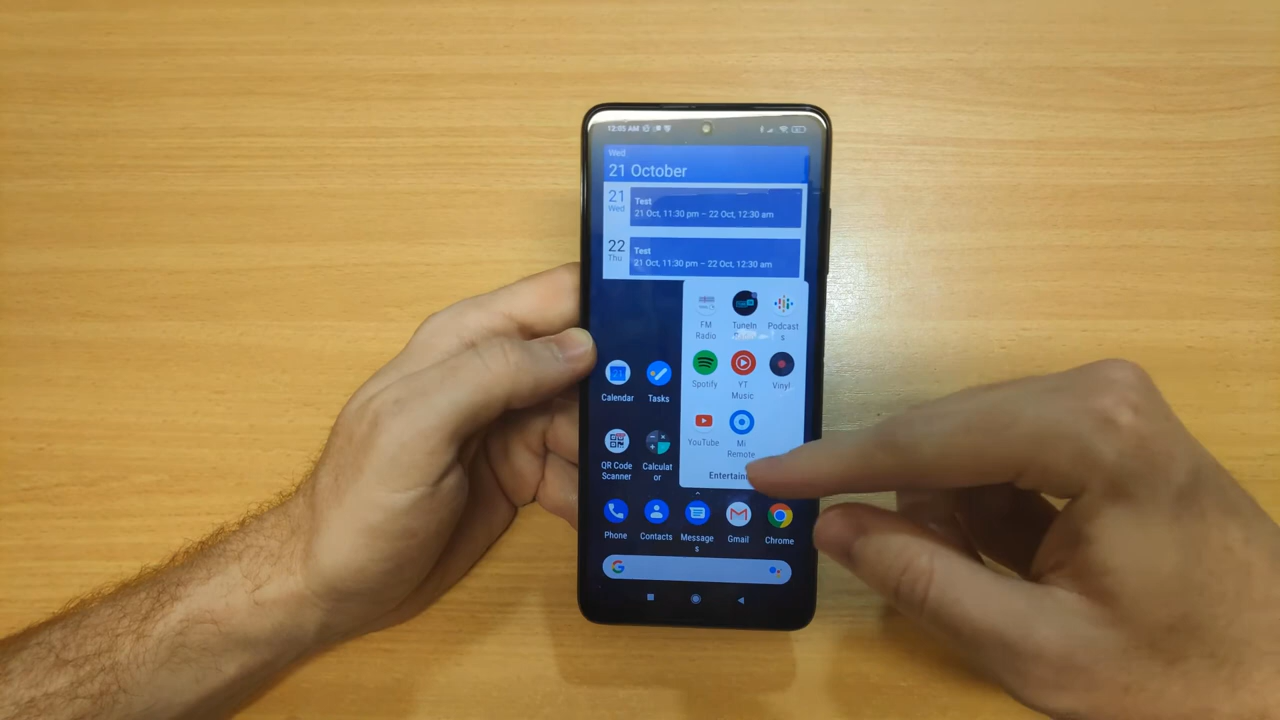 12:05 AM
Wed
21 October
21
Wed
Test
21 Oct, 11:30 pm – 22 Oct, 12:30 am
22
Thu
Test
21 Oct, 11:30 pm – 22 Oct, 12:30 am
FM
Radio
TuneIn
Podcast
s
Spotify
YT
Music
Vinyl
YouTube
Mi
Remote
Entertain
Calendar
Tasks
QR Code
Scanner
Calculat
or
Phone
Contacts
Message
s
Gmail
Chrome